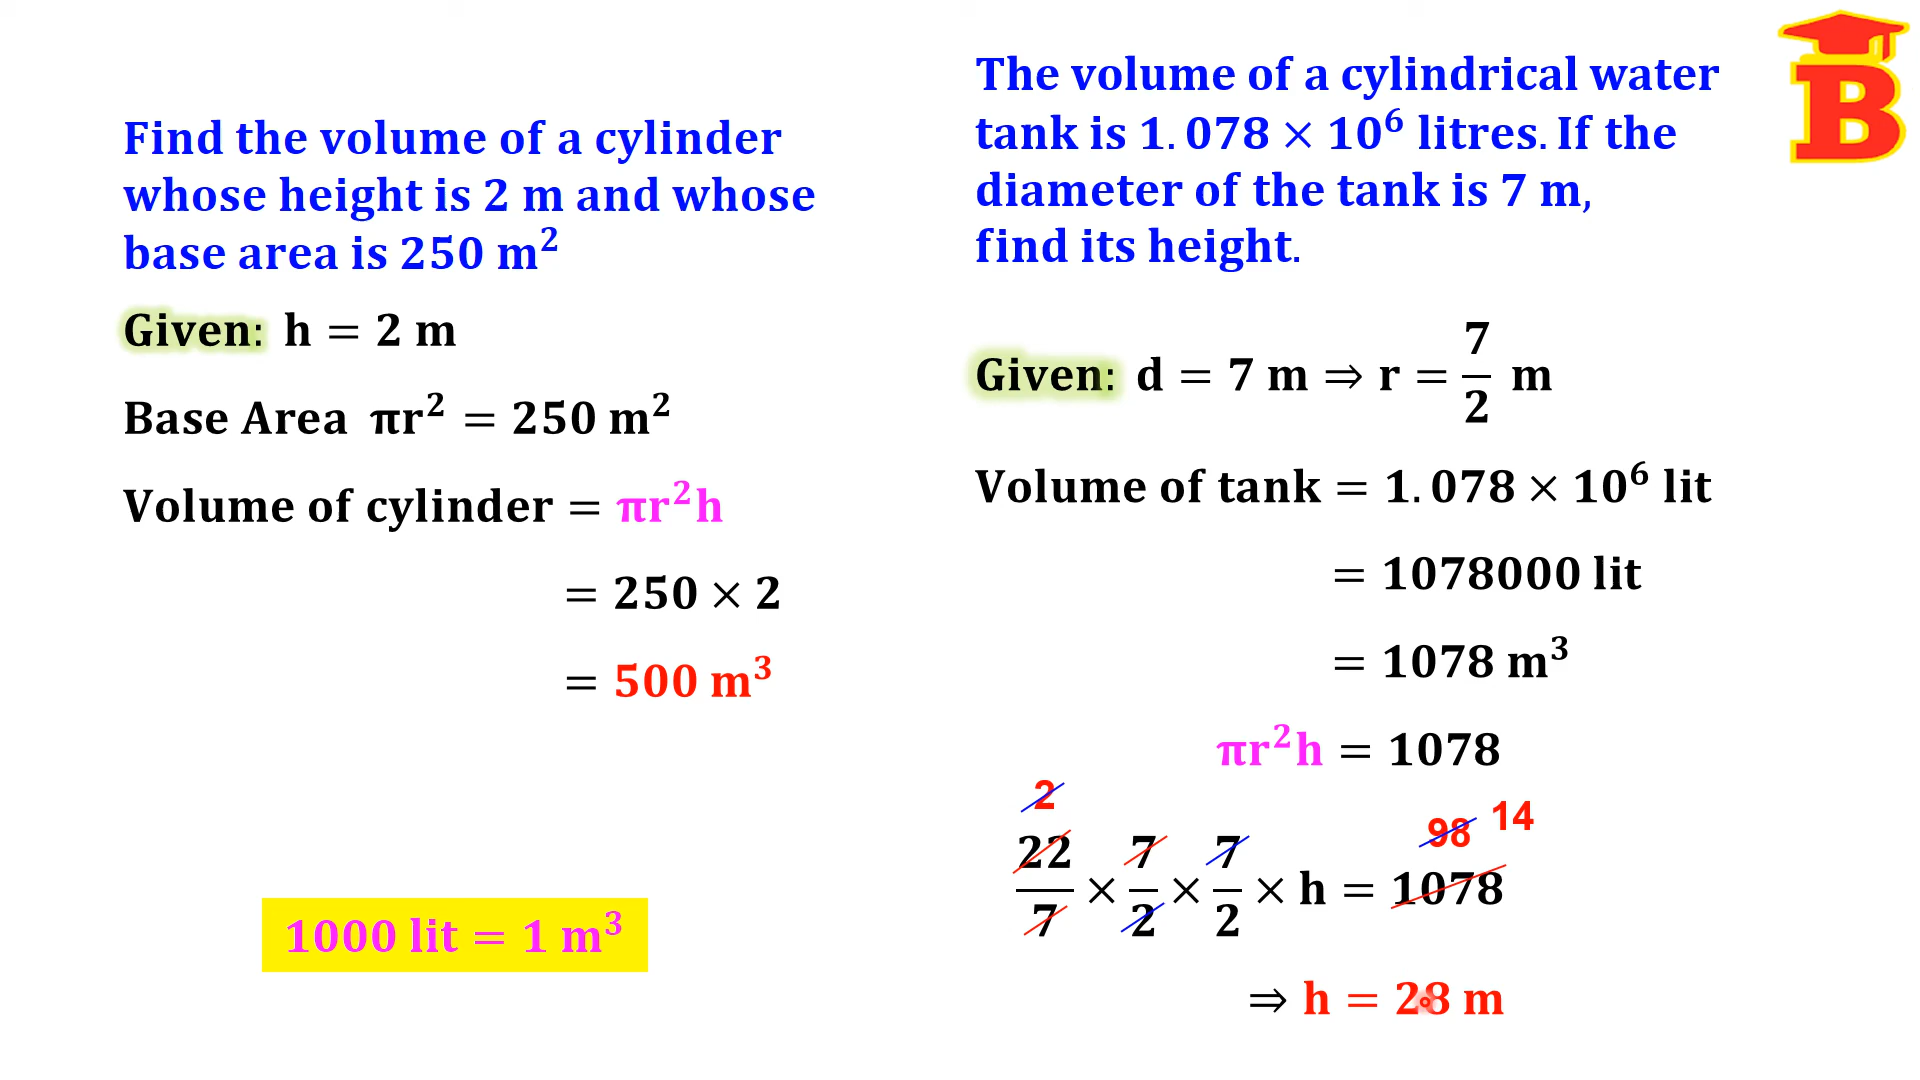 Find the volume of a cylinder
whose height is 2 m and whose
base area is 250 m²
Given: h = 2 m
Base Area πr² = 250 m²
Volume of cylinder = πr²h
= 250 × 2
= 500 m³
1000 lit = 1 m³
The volume of a cylindrical water
tank is 1.078 × 10⁶ litres. If the
diameter of the tank is 7 m,
find its height.
Given: d = 7 m ⇒ r = 7/2 m
Volume of tank = 1.078 × 10⁶ lit
= 1078000 lit
= 1078 m³
πr²h = 1078
2 98 14
22/7 × 7/2 × 7/2 × h = 1078
⇒ h = 28 m
B